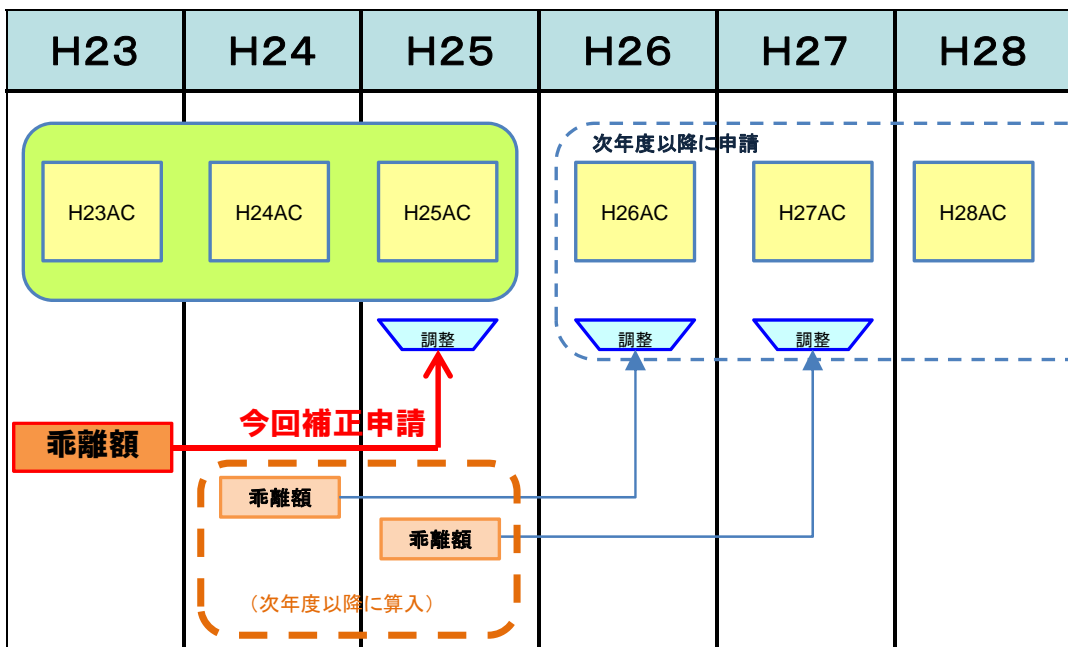 H23 H24 H25 H26 H27 H28
次年度以降に申請
H23AC H24AC H25AC H26AC H27AC H28AC
調整 調整 調整
今回補正申請
乖離額
乖離額
乖離額
（次年度以降に算入）